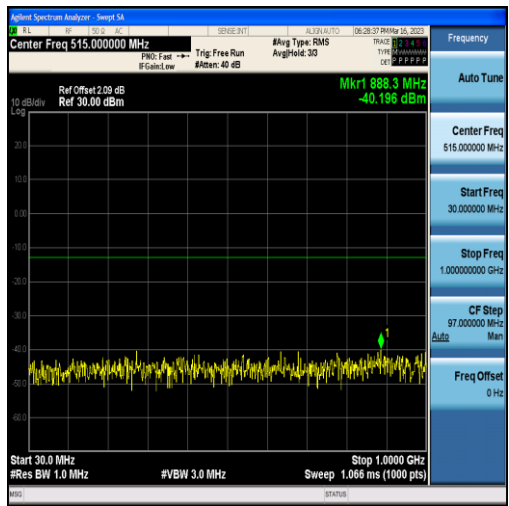 Agilent Spectrum Analyzer - Swept SA
RL RF 50 Ω AC SENSE:INT ALIGN AUTO 06:28:37 PM Mar 16, 2023
Center Freq 515.000000 MHz #Avg Type: RMS TRACE 1 2 3 4 5 6 Frequency
PNO: Fast Trig: Free Run Avg|Hold: 3/3 TYPE MWWWWW
IFGain:Low #Atten: 40 dB DET P P P P P P
Auto Tune
Mkr1 888.3 MHz
Ref Offset 2.09 dB
10 dB/div Ref 30.00 dBm -40.196 dBm
Log
20.0
10.0
0.00
-10.0
-20.0
-30.0
-40.0
-50.0
-60.0
1
Center Freq
515.000000 MHz
Start Freq
30.000000 MHz
Stop Freq
1.000000000 GHz
CF Step
97.000000 MHz
Auto Man
Freq Offset
0 Hz
Start 30.0 MHz Stop 1.0000 GHz
#Res BW 1.0 MHz #VBW 3.0 MHz Sweep 1.066 ms (1000 pts)
MSG STATUS